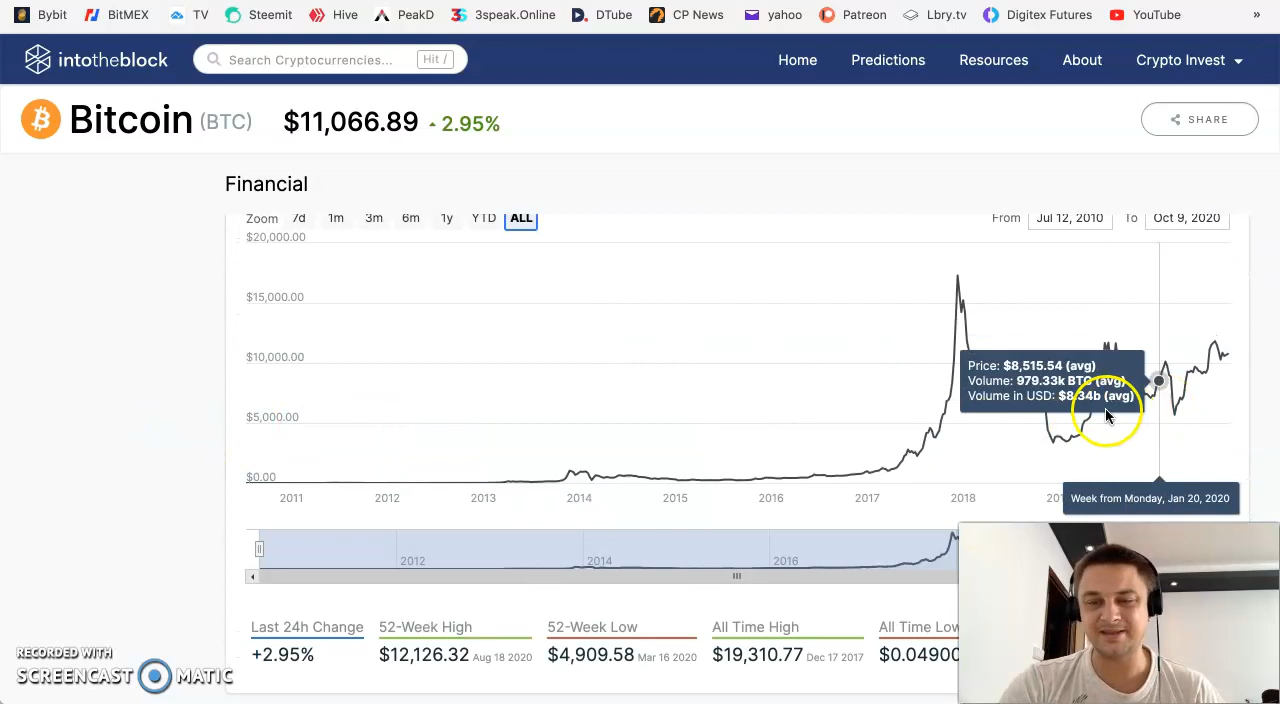 Bybit BitMEX TV Steemit Hive PeakD 3speak.Online DTube CP News yahoo Patreon Lbry.tv Digitex Futures YouTube »
intotheblock Search Cryptocurrencies... Hit / Home Predictions Resources About Crypto Invest
Bitcoin (BTC) $11,066.89 2.95% SHARE
Financial
Zoom 7d 1m 3m 6m 1y YTD ALL From Jul 12, 2010 To Oct 9, 2020
$20,000.00
$15,000.00
$10,000.00
Price: $8,515.54 (avg)
Volume: 979.33k BTC (avg)
Volume in USD: $8.34b (avg)
$5,000.00
$0.00
2011 2012 2013 2014 2015 2016 2017 2018
Week from Monday, Jan 20, 2020
2012 2014 2016
Last 24h Change 52-Week High 52-Week Low All Time High All Time Low
+2.95% $12,126.32 Aug 18 2020 $4,909.58 Mar 16 2020 $19,310.77 Dec 17 2017 $0.04900
RECORDED WITH
SCREENCAST MATIC